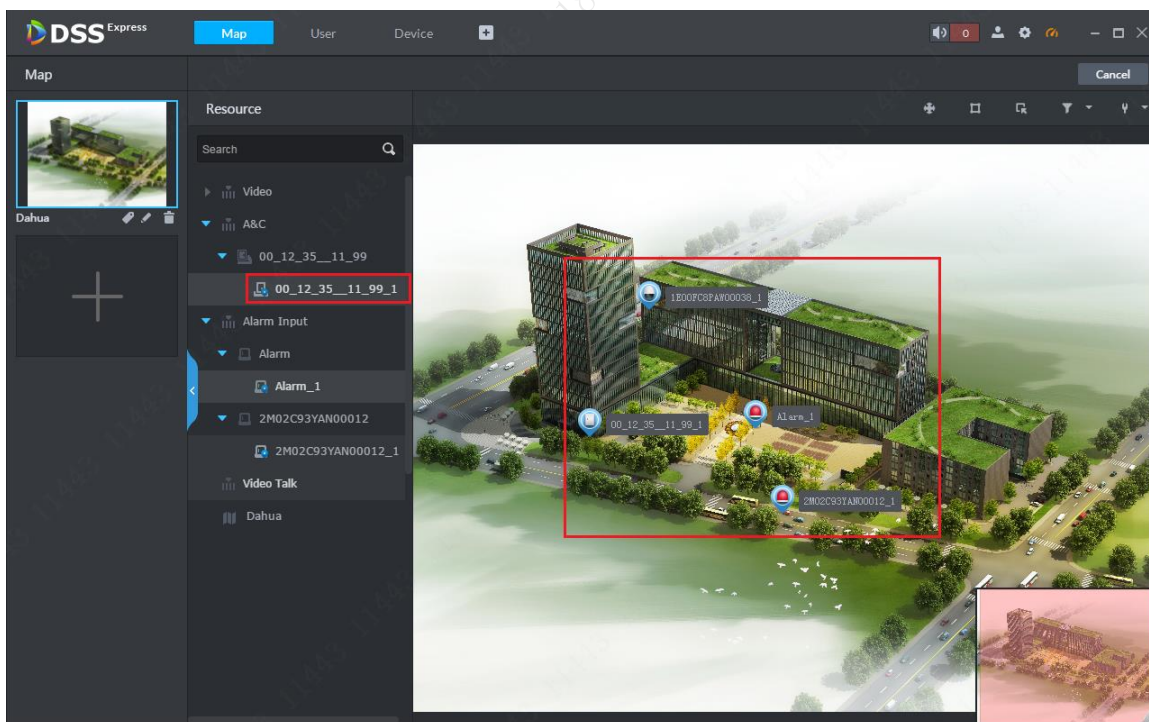 DSS Express
Map User Device
0
Map
Cancel
Resource
Search
Video
Dahua
A&C
00_12_35__11_99
00_12_35__11_99_1
Alarm Input
Alarm
Alarm_1
2M02C93YAN00012
2M02C93YAN00012_1
Video Talk
Dahua
1E00FC8PAW00038_1
00_12_35__11_99_1
Alarm_1
2M02C93YAN00012_1